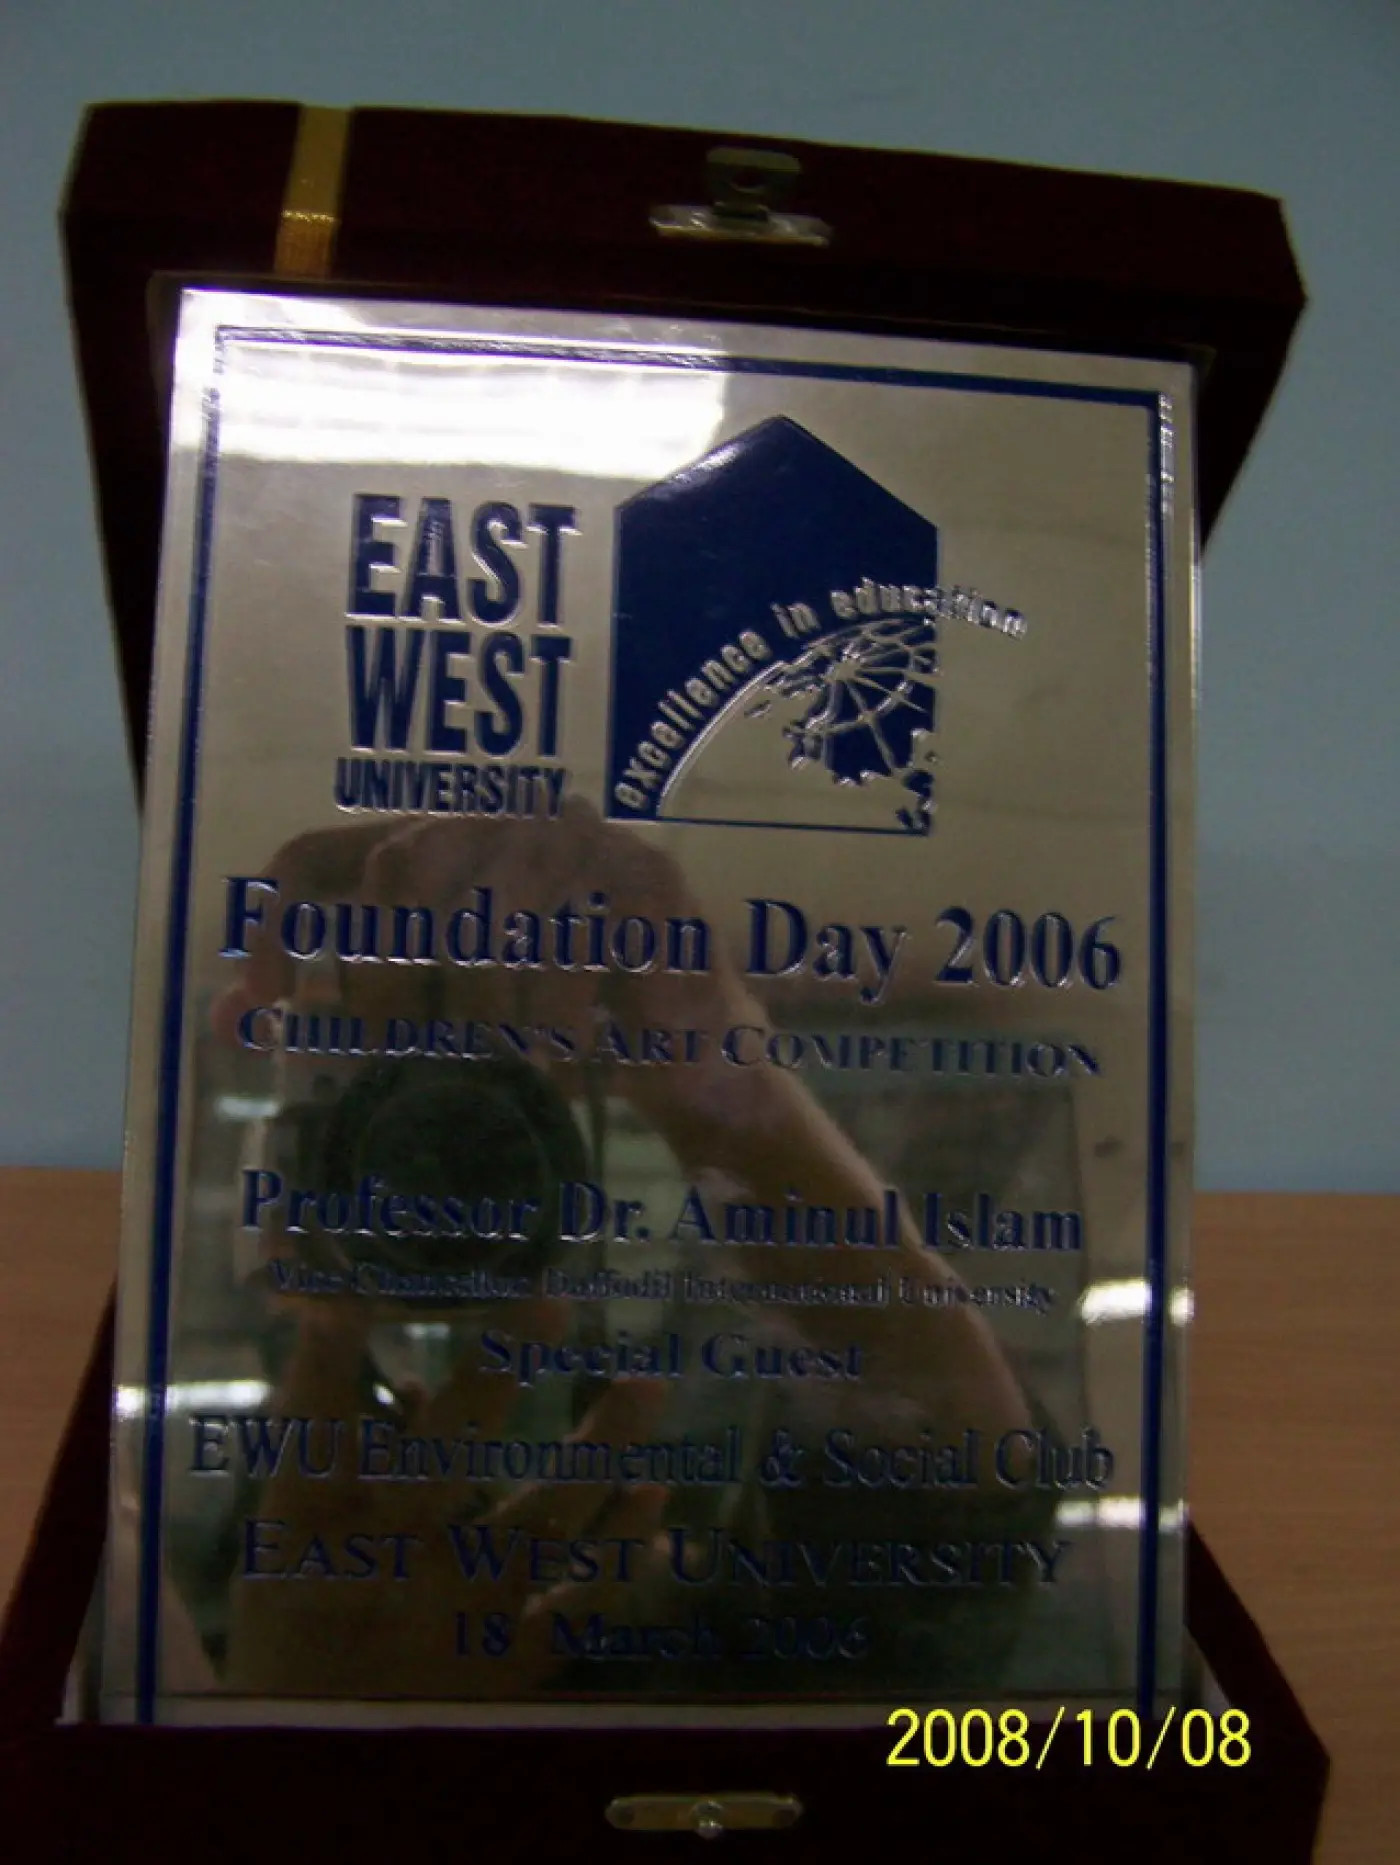 EAST
WEST
UNIVERSITY
excellence in education
Foundation Day 2006
CHILDREN'S ART COMPETITION
Professor Dr. Aminul Islam
Vice Chancellor Daffodil International University
Special Guest
EWU Environmental & Social Club
EAST WEST UNIVERSITY
18 March 2006
2008/10/08